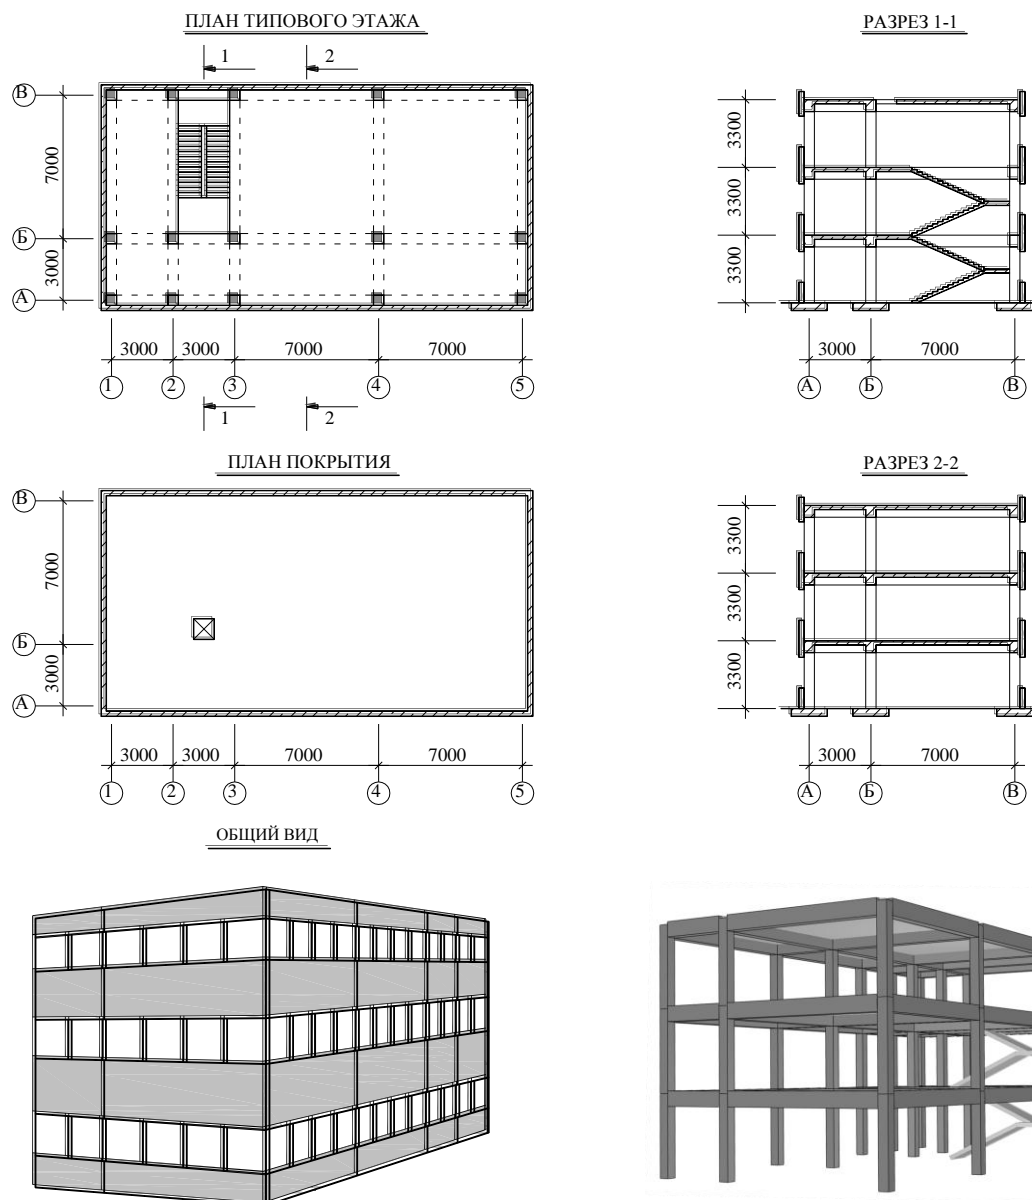 ПЛАН ТИПОВОГО ЭТАЖА
1
2
В
7000
Б
3000
А
3000
3000
7000
7000
1
2
3
4
5
1
2
РАЗРЕЗ 1-1
3300
3300
3300
3000
7000
А
Б
В
ПЛАН ПОКРЫТИЯ
В
7000
Б
3000
А
3000
3000
7000
7000
1
2
3
4
5
РАЗРЕЗ 2-2
3300
3300
3300
3000
7000
А
Б
В
ОБЩИЙ ВИД